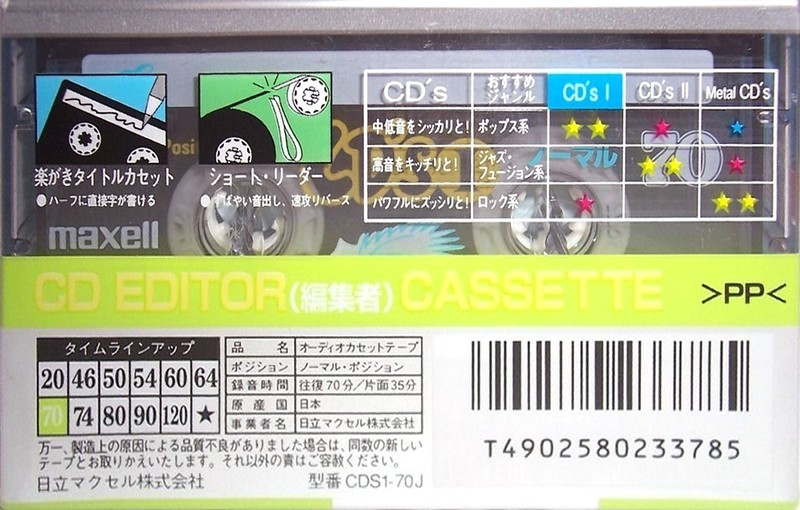 CD's おすすめジャンル CD's I CD's II Metal CD's
中低音をシッカリと! ポップス系 ★★ ★ ★
高音をキッチリと! ジャズ・フュージョン系 ★★ ★
パワフルにズッシリと! ロック系 ★ ★★
楽がきタイトルカセット
●ハーフに直接字が書ける
ショート・リーダー
●すばやい音出し、速攻リバース
ノーマル 70
maxell
CD EDITOR(編集者) CASSETTE >PP<
タイムラインアップ
20 46 50 54 60 64
70 74 80 90 120 ★
品名 オーディオカセットテープ
ポジション ノーマル・ポジション
録音時間 往復70分/片面35分
原産国 日本
事業者名 日立マクセル株式会社
万一、製造上の原因による品質不良がありました場合は、同数の新しい
テープとお取りかえいたします。それ以外の責はご容赦ください。
日立マクセル株式会社 型番 CDS1-70J
T4902580233785